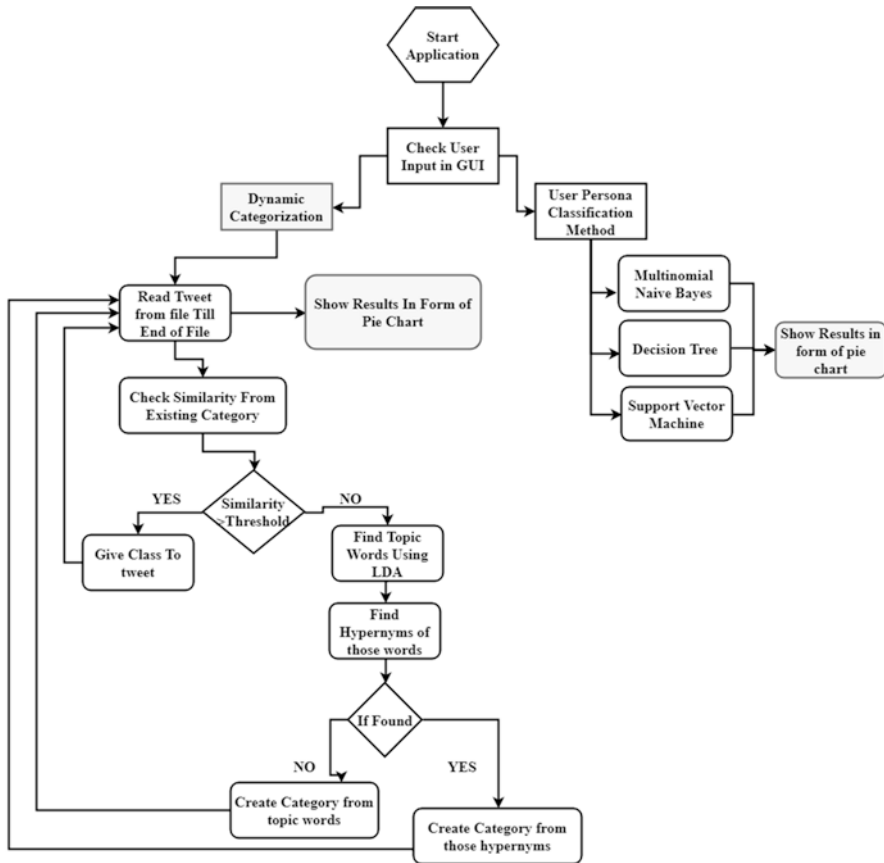 Start
Application
Check User
Input in GUI
Dynamic
Categorization
User Persona
Classification
Method
Read Tweet
from file Till
End of File
Show Results In Form of
Pie Chart
Multinomial
Naive Bayes
Decision Tree
Support Vector
Machine
Show Results in
form of pie
chart
Check Similarity From
Existing Category
Similarity
>Threshold
YES
NO
Give Class To
tweet
Find Topic
Words Using
LDA
Find
Hypernyms of
those words
If Found
NO
YES
Create Category from
topic words
Create Category from
those hypernyms